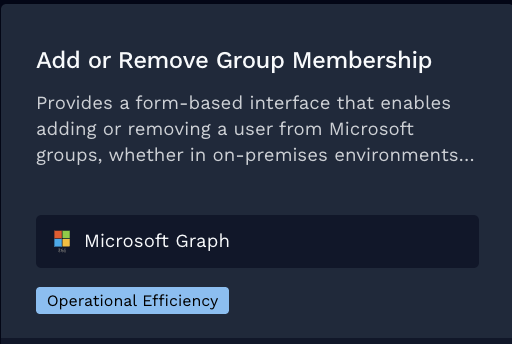 Add or Remove Group Membership
Provides a form-based interface that enables
adding or removing a user from Microsoft
groups, whether in on-premises environments...
Microsoft Graph
Operational Efficiency